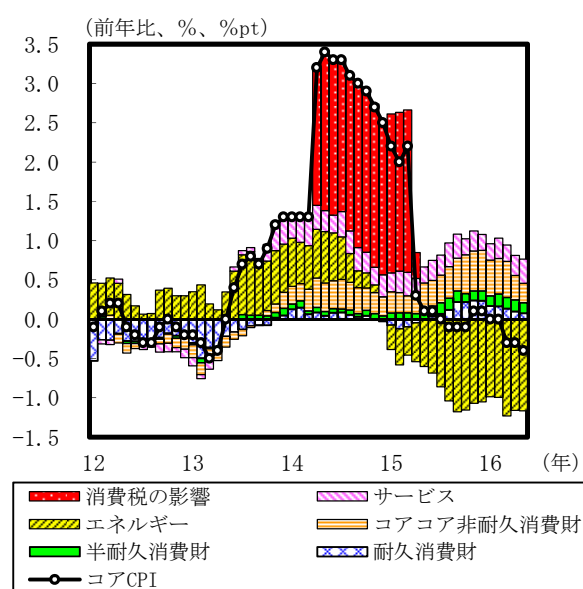 (前年比、%、%pt)
3.5
3.0
2.5
2.0
1.5
1.0
0.5
0.0
-0.5
-1.0
-1.5
12 13 14 15 16 (年)
消費税の影響 サービス
エネルギー コアコア非耐久消費財
半耐久消費財 耐久消費財
コアCPI